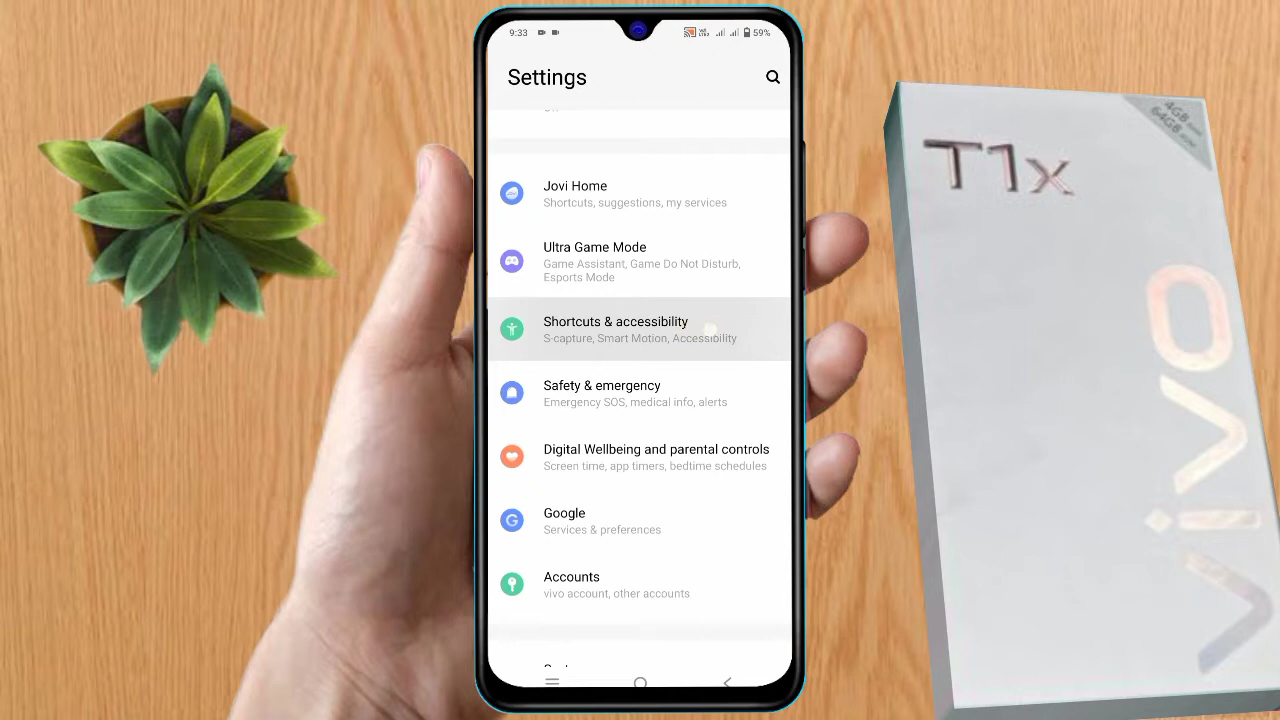 9:33
59%
Settings
Jovi Home
Shortcuts, suggestions, my services
Ultra Game Mode
Game Assistant, Game Do Not Disturb,
Esports Mode
Shortcuts & accessibility
S-capture, Smart Motion, Accessibility
Safety & emergency
Emergency SOS, medical info, alerts
Digital Wellbeing and parental controls
Screen time, app timers, bedtime schedules
Google
Services & preferences
Accounts
vivo account, other accounts
4GB
64GB
T1x
vivo